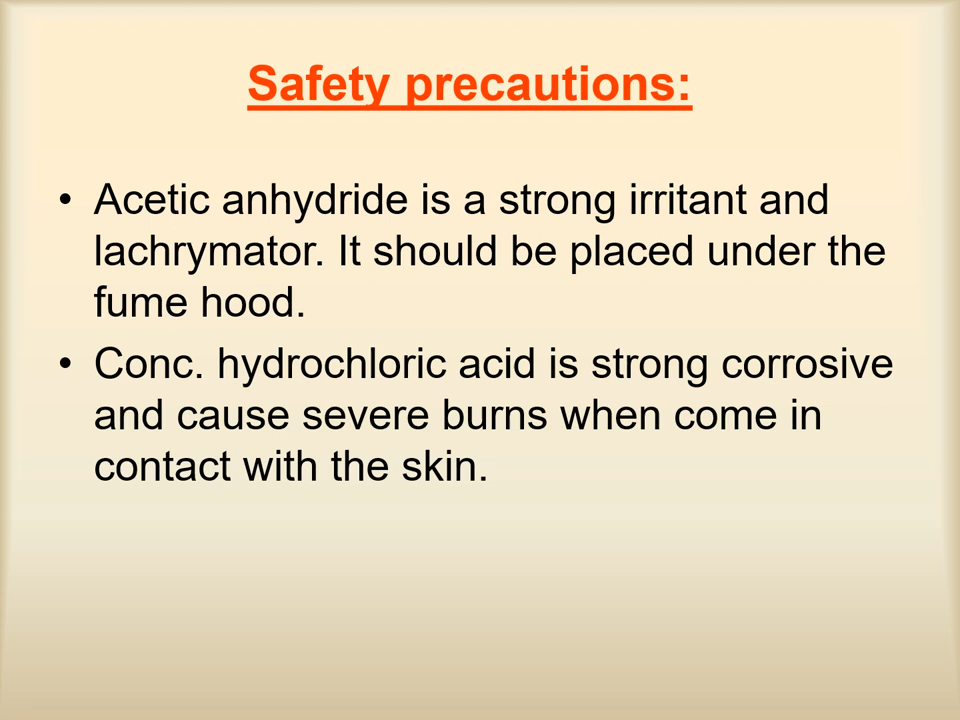 Safety precautions:
• Acetic anhydride is a strong irritant and
lachrymator. It should be placed under the
fume hood.
• Conc. hydrochloric acid is strong corrosive
and cause severe burns when come in
contact with the skin.